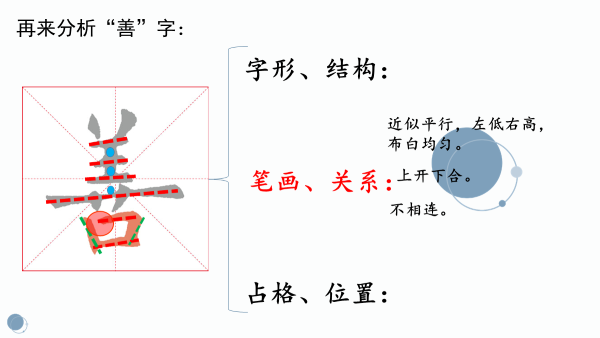 再来分析“善”字：
善
字形、结构：
近似平行，左低右高，
布白均匀。
笔画、关系：
上开下合。
不相连。
占格、位置：